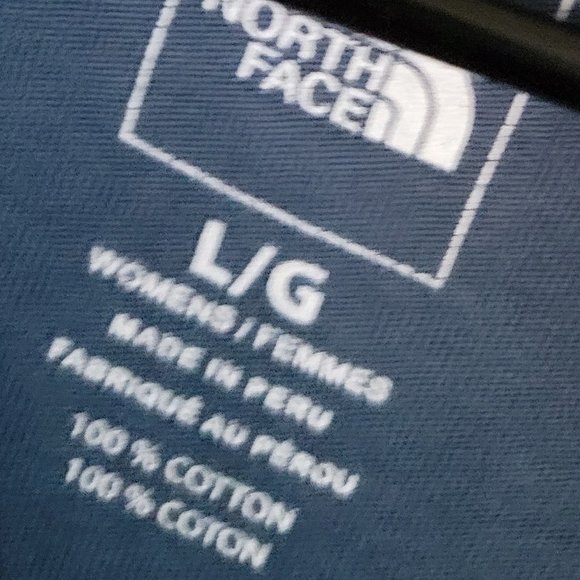 NORTH
FACE
L/G
WOMENS / FEMMES
MADE IN PERU
FABRIQUÉ AU PÉROU
100 % COTTON
100 % COTON